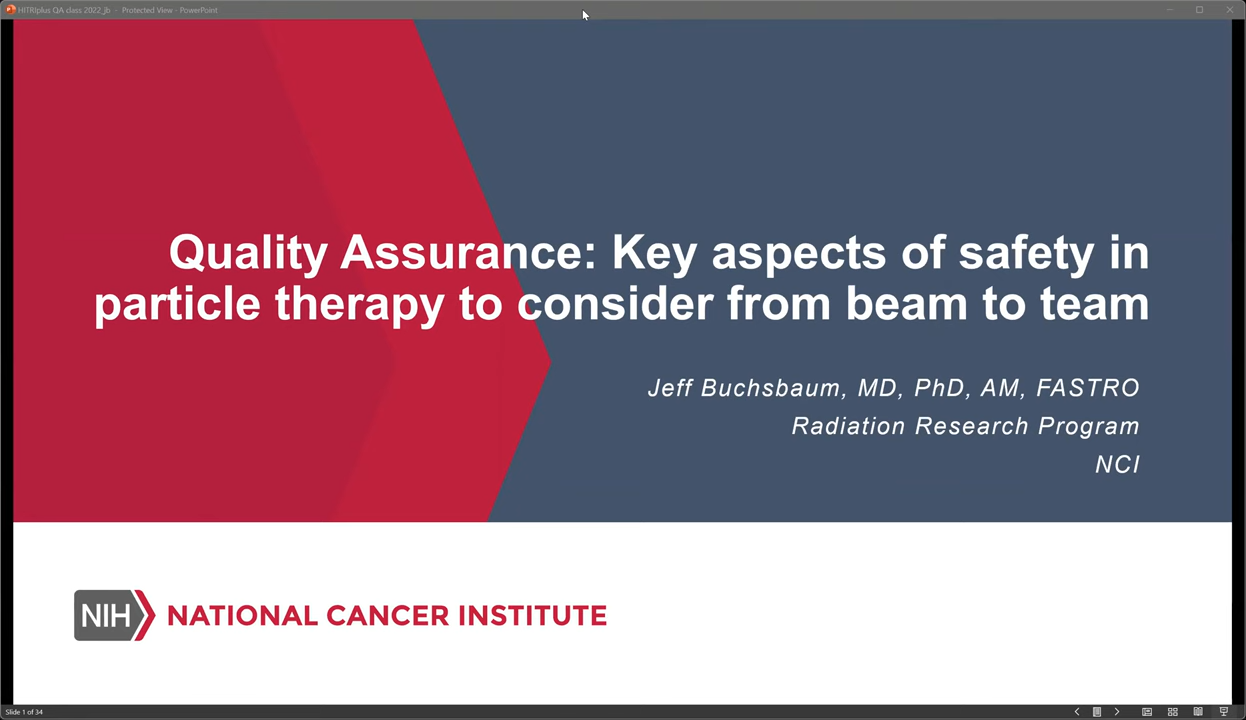 HITRIplus QA class 2022_jb - Protected View - PowerPoint
Quality Assurance: Key aspects of safety in
particle therapy to consider from beam to team
Jeff Buchsbaum, MD, PhD, AM, FASTRO
Radiation Research Program
NCI
NIH NATIONAL CANCER INSTITUTE
Slide 1 of 34